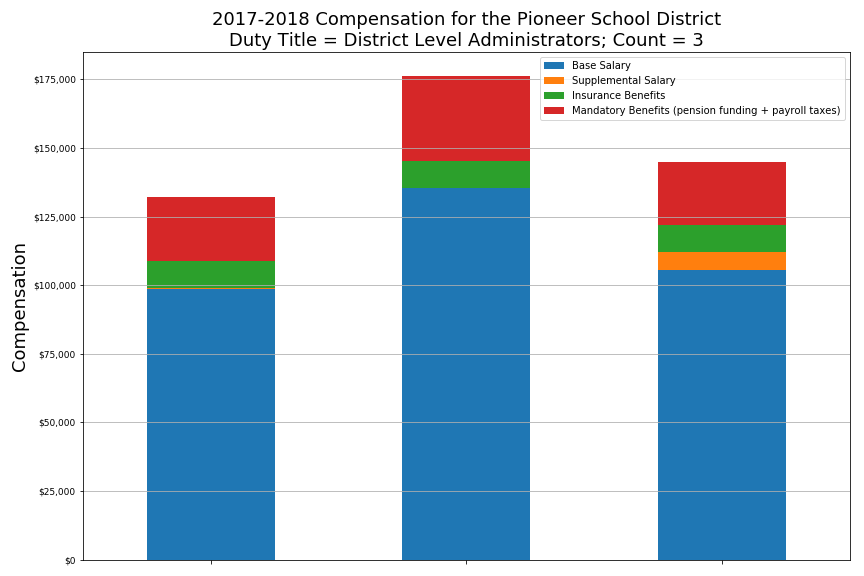 2017-2018 Compensation for the Pioneer School District
Duty Title = District Level Administrators; Count = 3
Base Salary
Supplemental Salary
Insurance Benefits
Mandatory Benefits (pension funding + payroll taxes)
$175,000
$150,000
$125,000
$100,000
$75,000
$50,000
$25,000
$0
Compensation